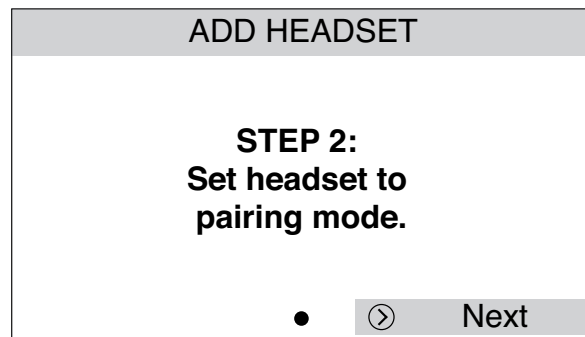 ADD HEADSET
STEP 2:
Set headset to
pairing mode.
Next